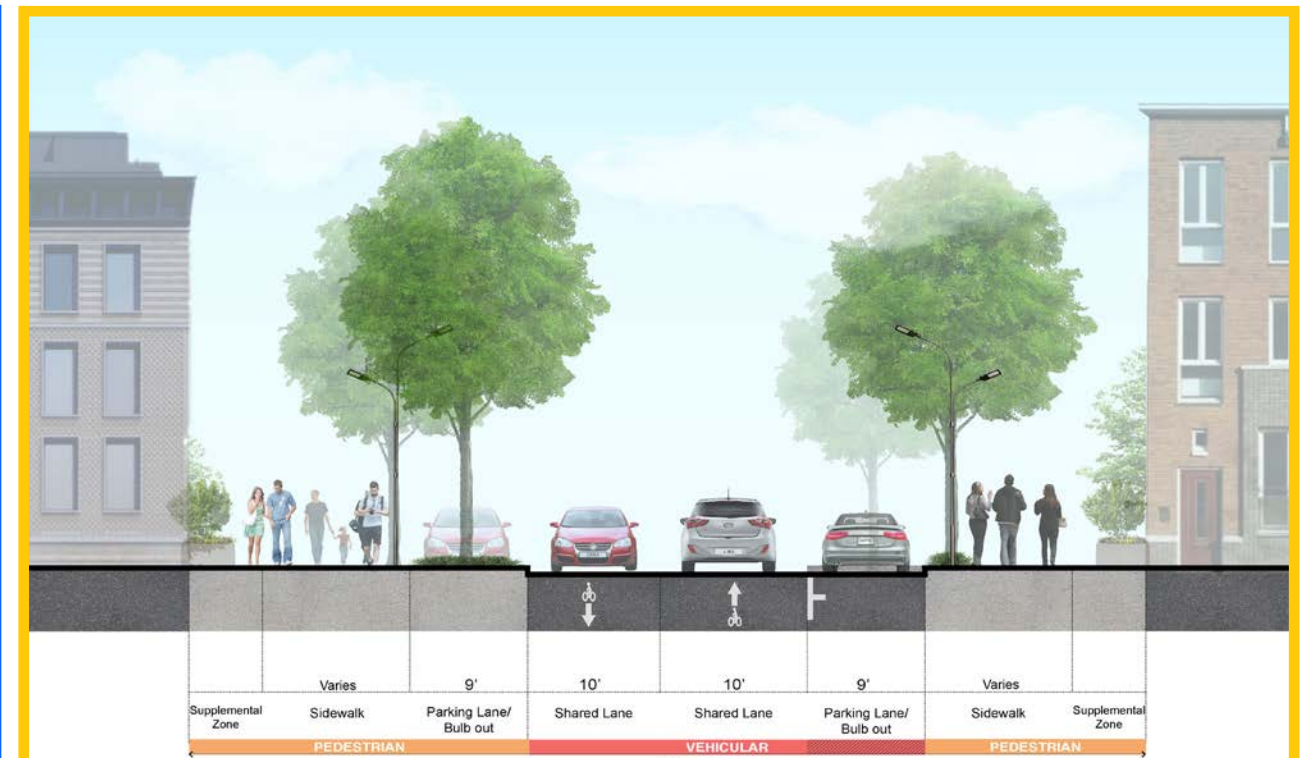 Varies 9' 10' 10' 9' Varies
Supplemental
Zone
Sidewalk
Parking Lane/
Bulb out
Shared Lane
Shared Lane
Parking Lane/
Bulb out
Sidewalk
Supplemental
Zone
PEDESTRIAN VEHICULAR PEDESTRIAN